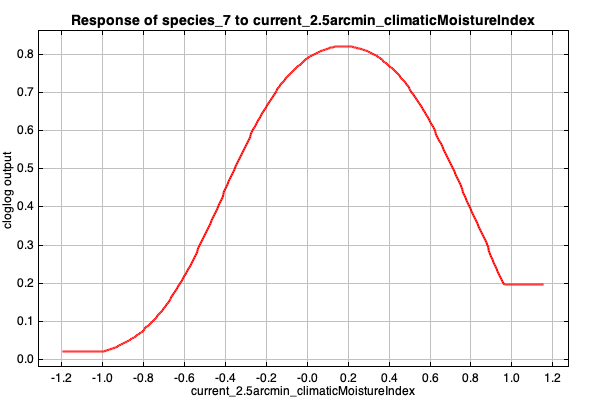 Response of species_7 to current_2.5arcmin_climaticMoistureIndex
cloglog output
0.8
0.7
0.6
0.5
0.4
0.3
0.2
0.1
0.0
-1.2 -1.0 -0.8 -0.6 -0.4 -0.2 -0.0 0.2 0.4 0.6 0.8 1.0 1.2
current_2.5arcmin_climaticMoistureIndex